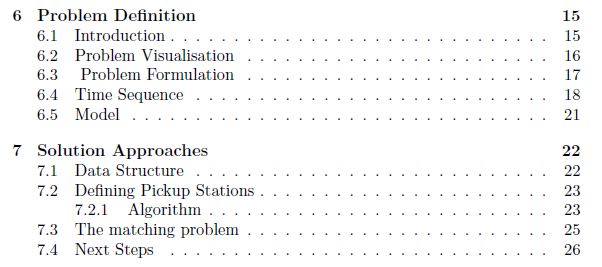 6 Problem Definition 15
6.1 Introduction . . . . . . . . . . . . . . . . . . . . . . . . . . . . . 15
6.2 Problem Visualisation . . . . . . . . . . . . . . . . . . . . . . . 16
6.3 Problem Formulation . . . . . . . . . . . . . . . . . . . . . . . 17
6.4 Time Sequence . . . . . . . . . . . . . . . . . . . . . . . . . . . 18
6.5 Model . . . . . . . . . . . . . . . . . . . . . . . . . . . . . . . . 21
7 Solution Approaches 22
7.1 Data Structure . . . . . . . . . . . . . . . . . . . . . . . . . . . 22
7.2 Defining Pickup Stations . . . . . . . . . . . . . . . . . . . . . . 23
7.2.1 Algorithm . . . . . . . . . . . . . . . . . . . . . . . . . . 23
7.3 The matching problem . . . . . . . . . . . . . . . . . . . . . . . 25
7.4 Next Steps . . . . . . . . . . . . . . . . . . . . . . . . . . . . . 26